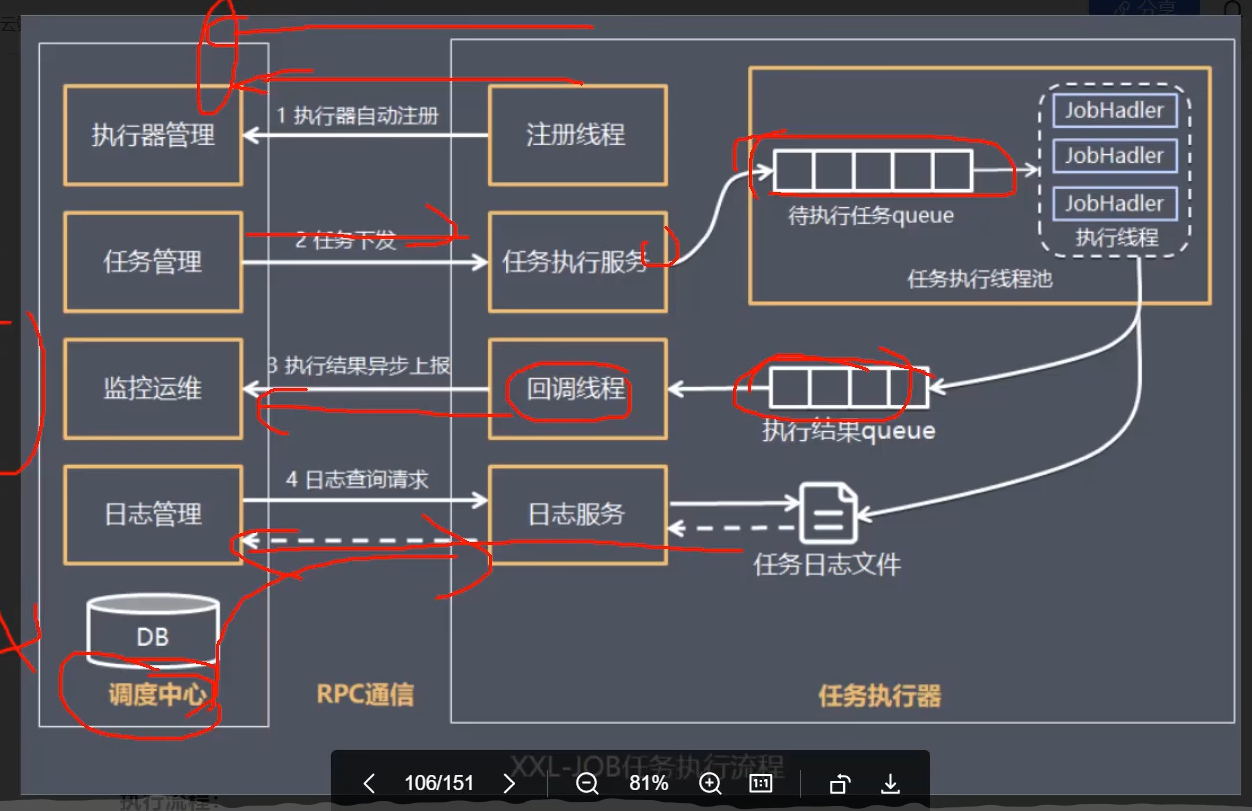 分享
1 执行器自动注册
执行器管理
注册线程
JobHadler
JobHadler
JobHadler
执行线程
待执行任务queue
任务执行线程池
2 任务下发
任务管理
任务执行服务
3 执行结果异步上报
监控运维
回调线程
执行结果queue
4 日志查询请求
日志管理
日志服务
任务日志文件
DB
调度中心
RPC通信
任务执行器
XXL-JOB任务执行流程
106/151
81%
1:1
执行流程: